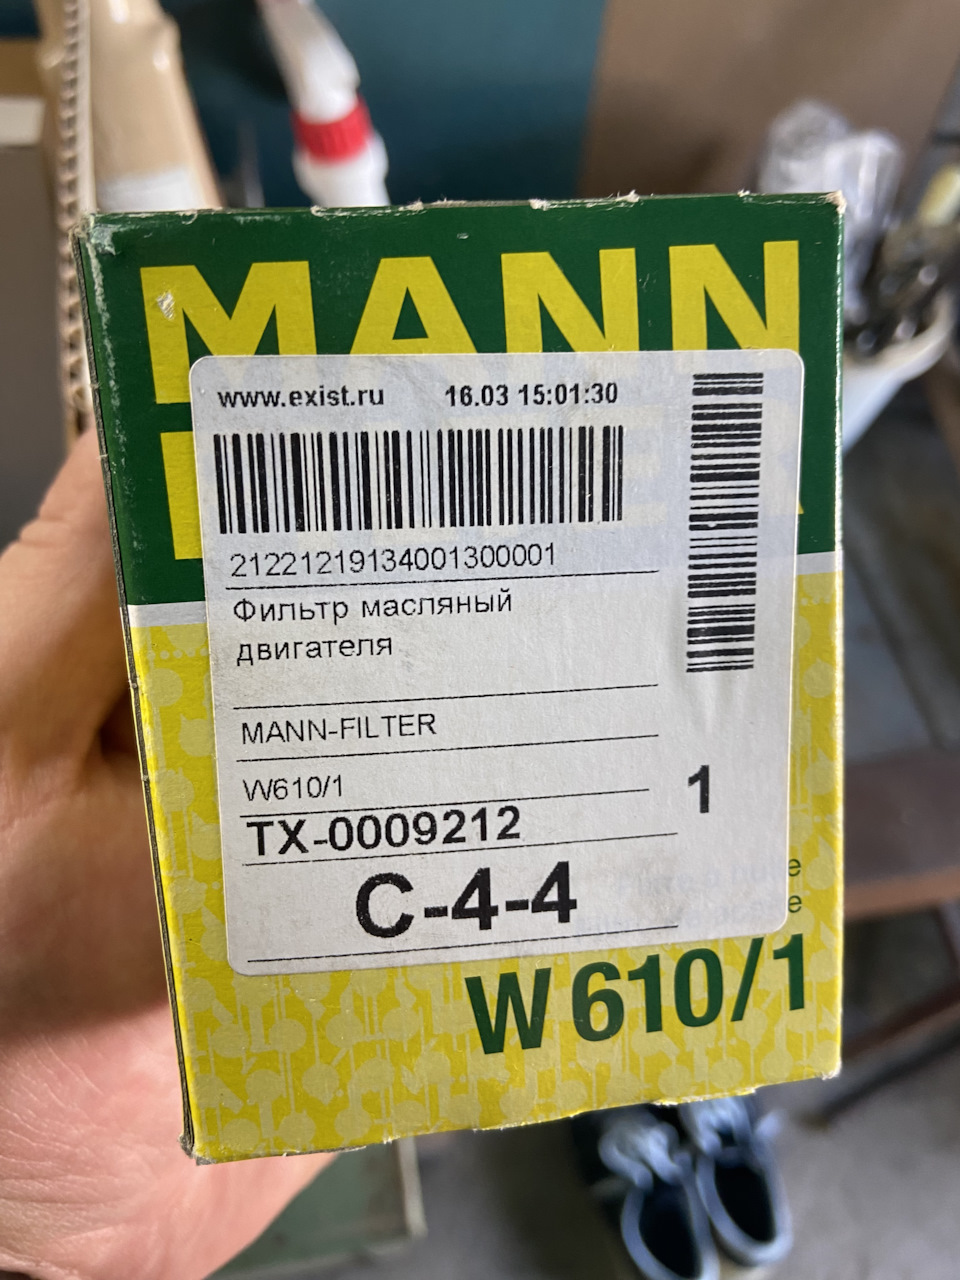 MANN
www.exist.ru 16.03 15:01:30
21221219134001300001
Фильтр масляный
двигателя
MANN-FILTER
W610/1
1
TX-0009212
C-4-4
W 610/1